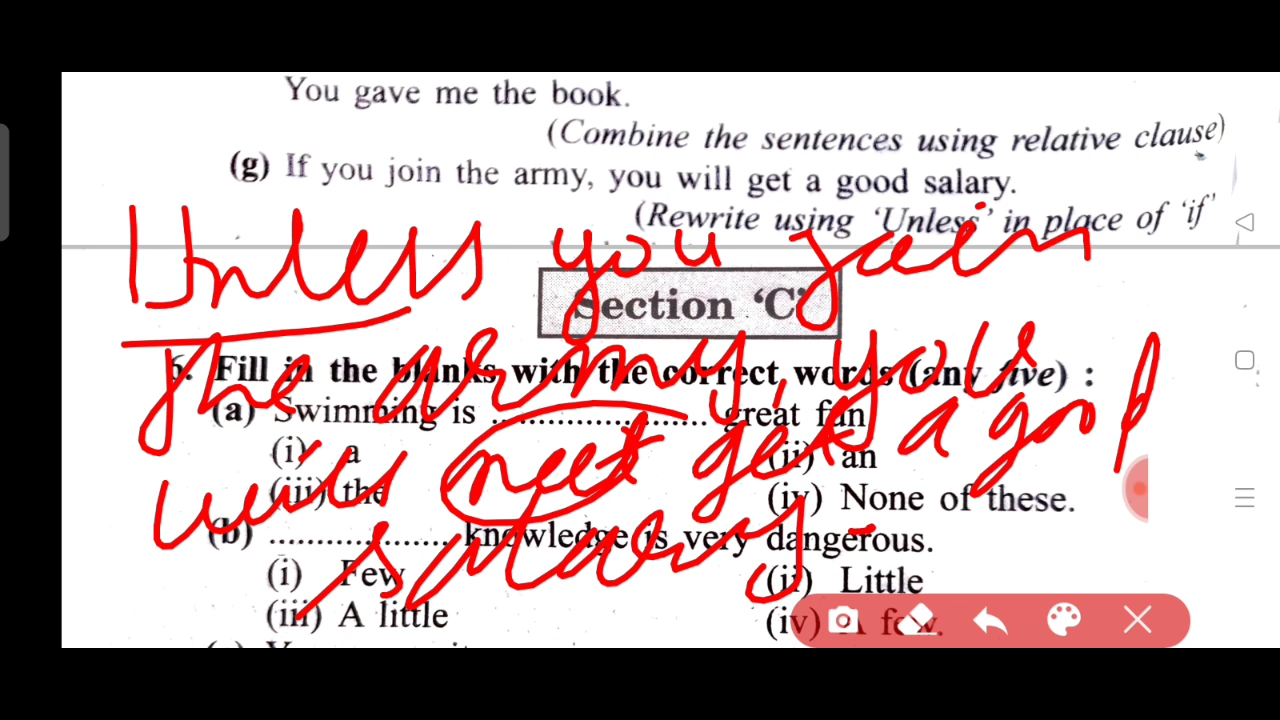 You gave me the book.
(Combine the sentences using relative clause)
(g) If you join the army, you will get a good salary.
(Rewrite using 'Unless' in place of 'if'
Unless you join
Section 'C'
the army, you
6. Fill in the blanks with the correct words (any five) :
(a) Swimming is .................... great fun
will not get a good
(i) a (ii) an
(iii) the (iv) None of these.
salary.
(b) .................... knowledge is very dangerous.
(i) Few (ii) Little
(iii) A little (iv) A few.